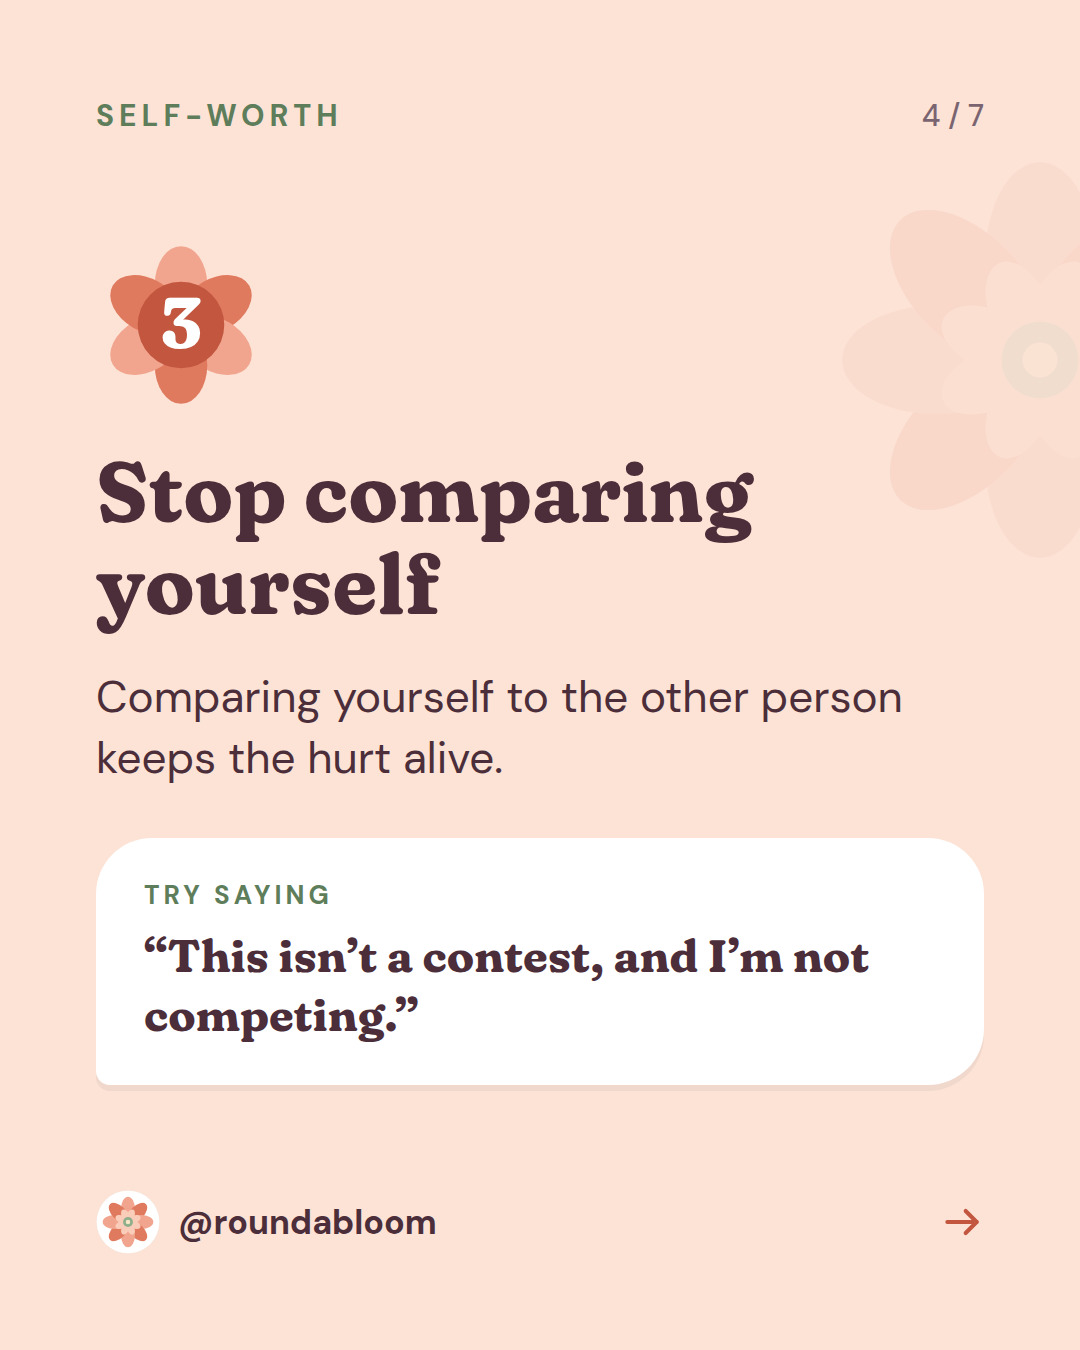 SELF-WORTH
4 / 7
3
Stop comparing
yourself
Comparing yourself to the other person
keeps the hurt alive.
TRY SAYING
“This isn’t a contest, and I’m not
competing.”
@roundabloom